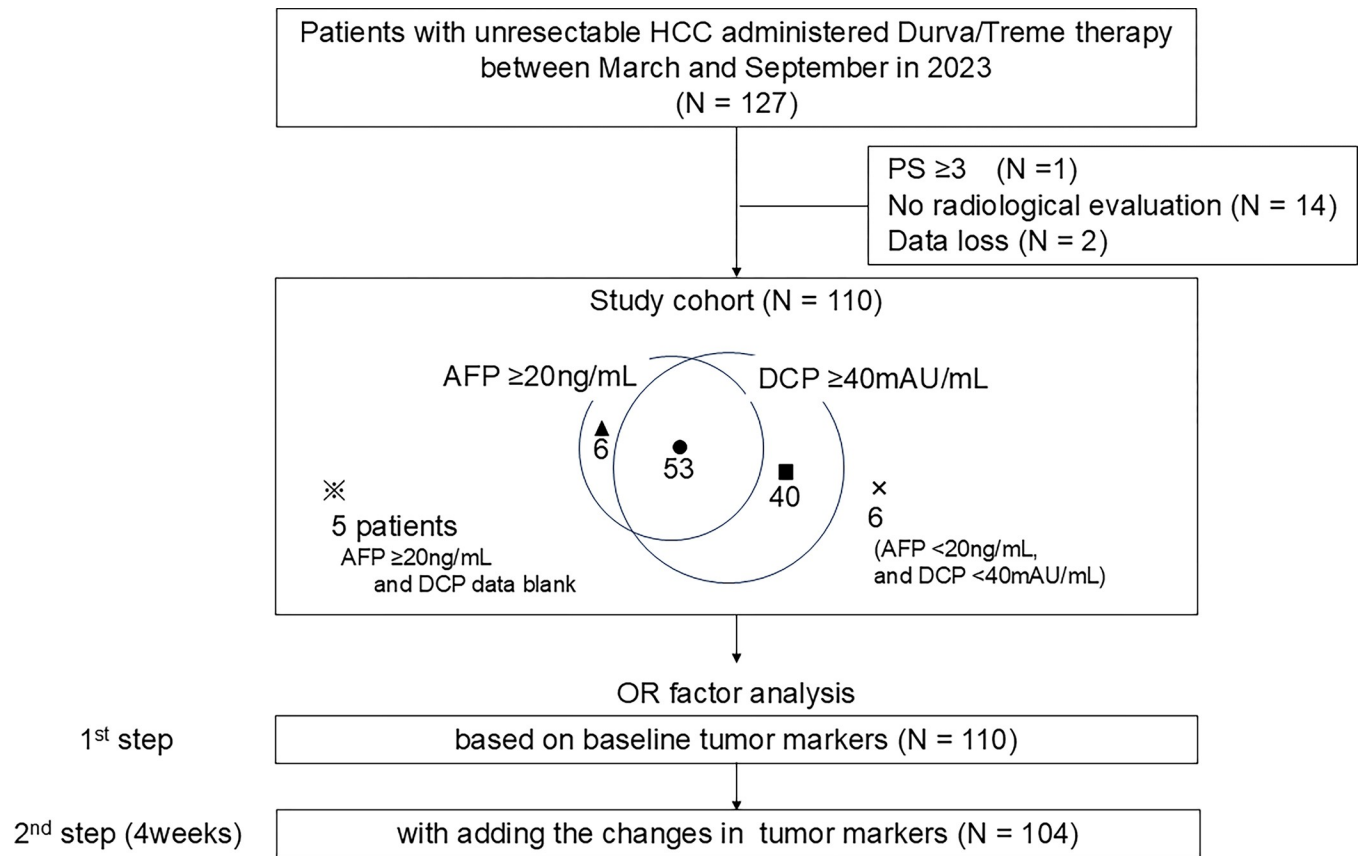 Patients with unresectable HCC administered Durva/Treme therapy
between March and September in 2023
(N = 127)
PS ≥3 (N =1)
No radiological evaluation (N = 14)
Data loss (N = 2)
Study cohort (N = 110)
AFP ≥20ng/mL
DCP ≥40mAU/mL
▲
6
●
53
■
40
※
5 patients
AFP ≥20ng/mL
and DCP data blank
×
6
(AFP <20ng/mL,
and DCP <40mAU/mL)
OR factor analysis
1st step
based on baseline tumor markers (N = 110)
2nd step (4weeks)
with adding the changes in tumor markers (N = 104)